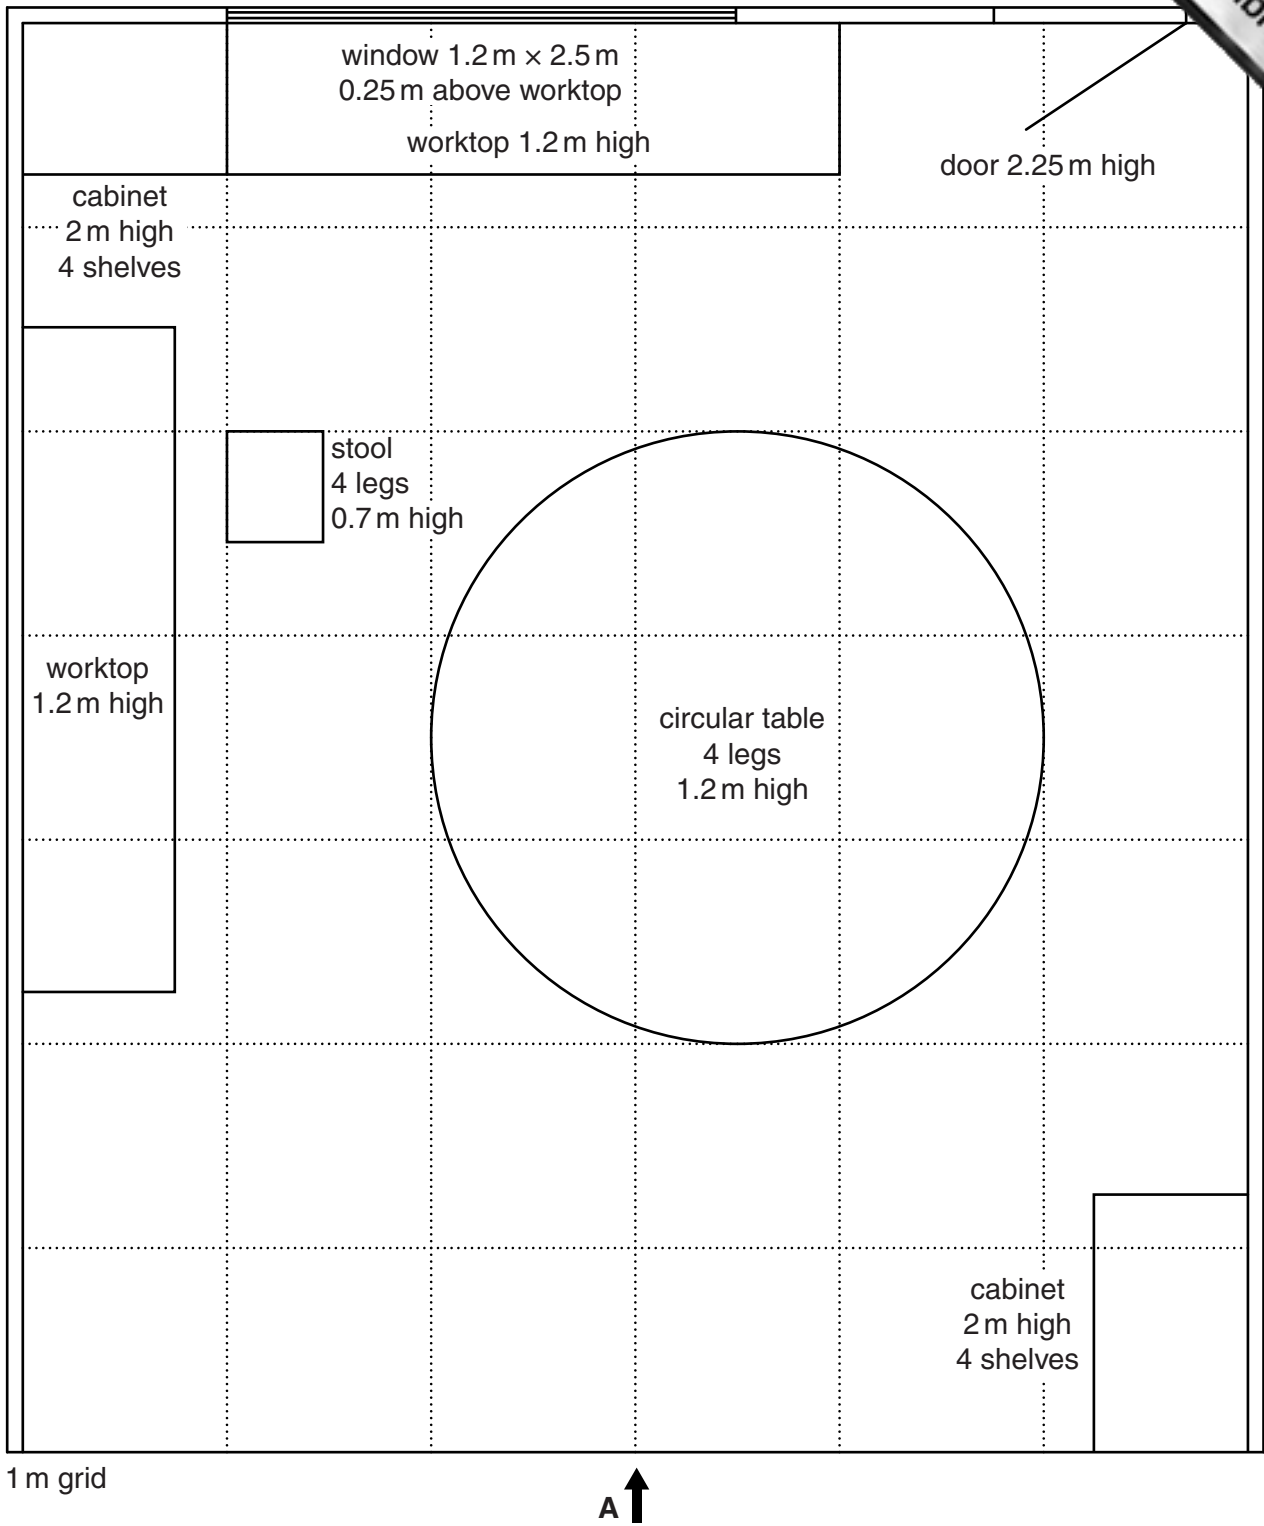 window 1.2 m × 2.5 m
0.25 m above worktop
worktop 1.2 m high
door 2.25 m high
cabinet
2 m high
4 shelves
stool
4 legs
0.7 m high
worktop
1.2 m high
circular table
4 legs
1.2 m high
cabinet
2 m high
4 shelves
1 m grid
A